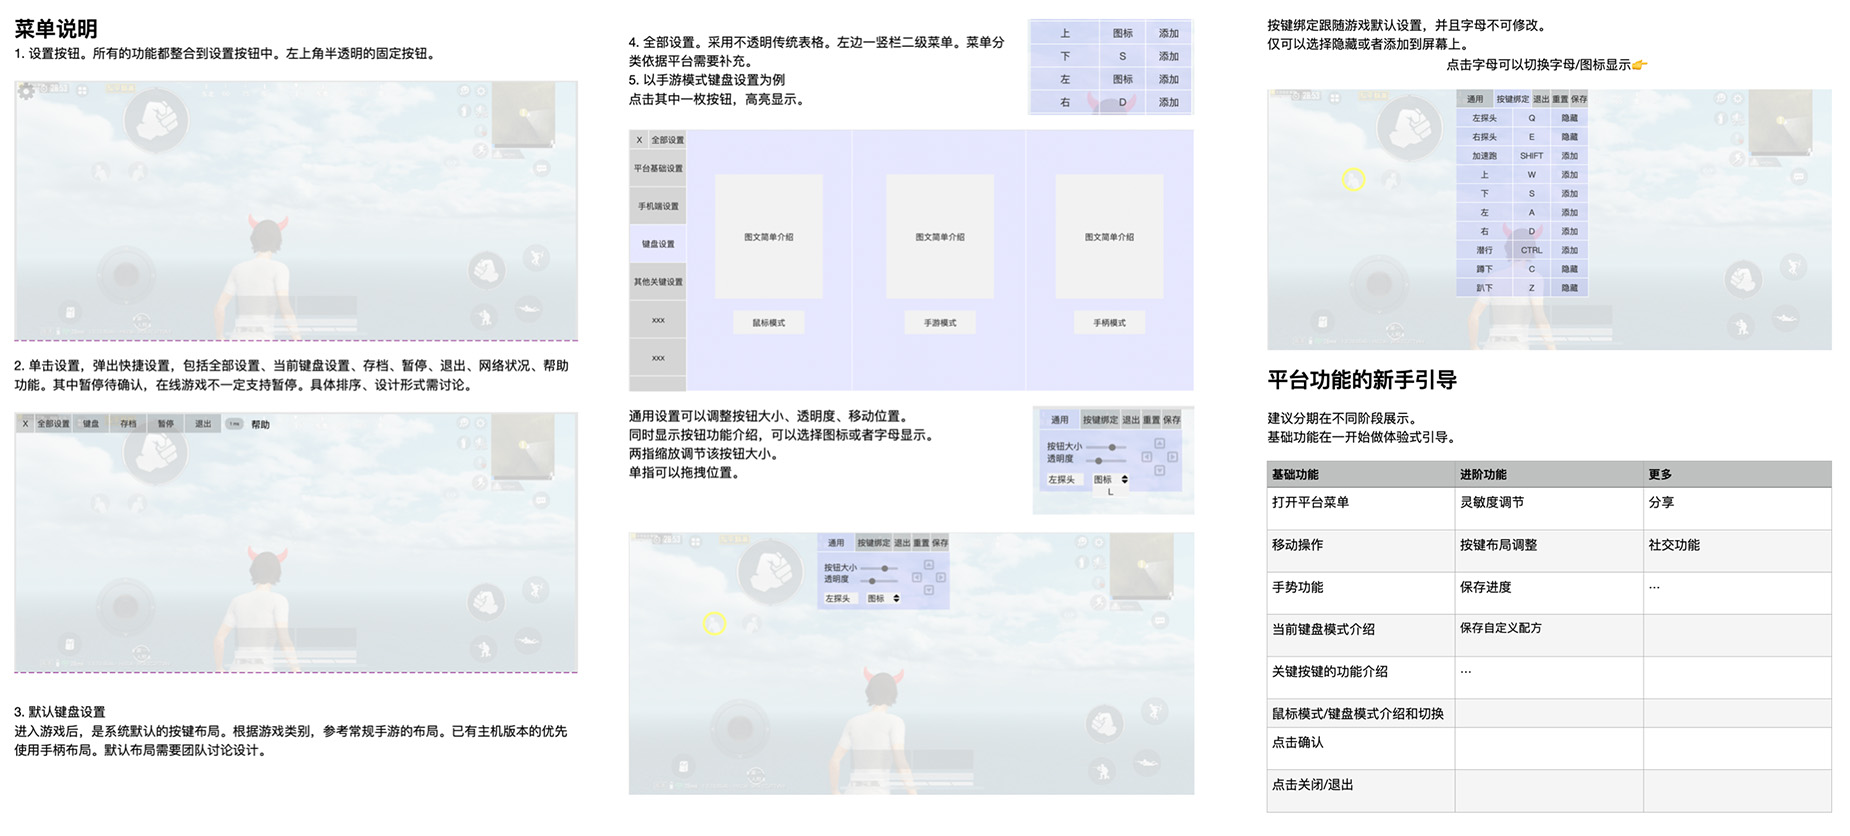 菜单说明
1. 设置按钮。所有的功能都整合到设置按钮中。左上角半透明的固定按钮。
2. 单击设置，弹出快捷设置，包括全部设置、当前键盘设置、存档、暂停、退出、网络状况、帮助
功能。其中暂停待确认，在线游戏不一定支持暂停。具体排序、设计形式需讨论。
X 全部设置 键盘 存档 暂停 退出 帮助
3. 默认键盘设置
进入游戏后，是系统默认的按键布局。根据游戏类别，参考常规手游的布局。已有主机版本的优先
使用手柄布局。默认布局需要团队讨论设计。
4. 全部设置。采用不透明传统表格。左边一竖栏二级菜单。菜单分
类依据平台需要补充。
5. 以手游模式键盘设置为例
点击其中一枚按钮，高亮显示。
上 图标 添加
下 S 添加
左 图标 添加
右 D 添加
X 全部设置
平台基础设置
手机端设置
键盘设置
其他关键设置
xxx
xxx
图文简单介绍 图文简单介绍 图文简单介绍
鼠标模式 手游模式 手柄模式
通用设置可以调整按钮大小、透明度、移动位置。
同时显示按钮功能介绍，可以选择图标或者字母显示。
两指缩放调节该按钮大小。
单指可以拖拽位置。
通用 按键绑定 退出 重置 保存
按钮大小
透明度
左探头 图标
L
通用 按键绑定 退出 重置 保存
按钮大小
透明度
左探头 图标
按键绑定跟随游戏默认设置，并且字母不可修改。
仅可以选择隐藏或者添加到屏幕上。
点击字母可以切换字母/图标显示👉
通用 按键绑定 退出 重置 保存
左探头 Q 隐藏
右探头 E 隐藏
加速跑 SHIFT 添加
上 W 添加
下 S 添加
左 A 添加
右 D 添加
潜行 CTRL 添加
蹲下 C 隐藏
趴下 Z 隐藏
平台功能的新手引导
建议分期在不同阶段展示。
基础功能在一开始做体验式引导。
基础功能 进阶功能 更多
打开平台菜单 灵敏度调节 分享
移动操作 按键布局调整 社交功能
手势功能 保存进度 …
当前键盘模式介绍 保存自定义配方
关键按键的功能介绍 …
鼠标模式/键盘模式介绍和切换
点击确认
点击关闭/退出